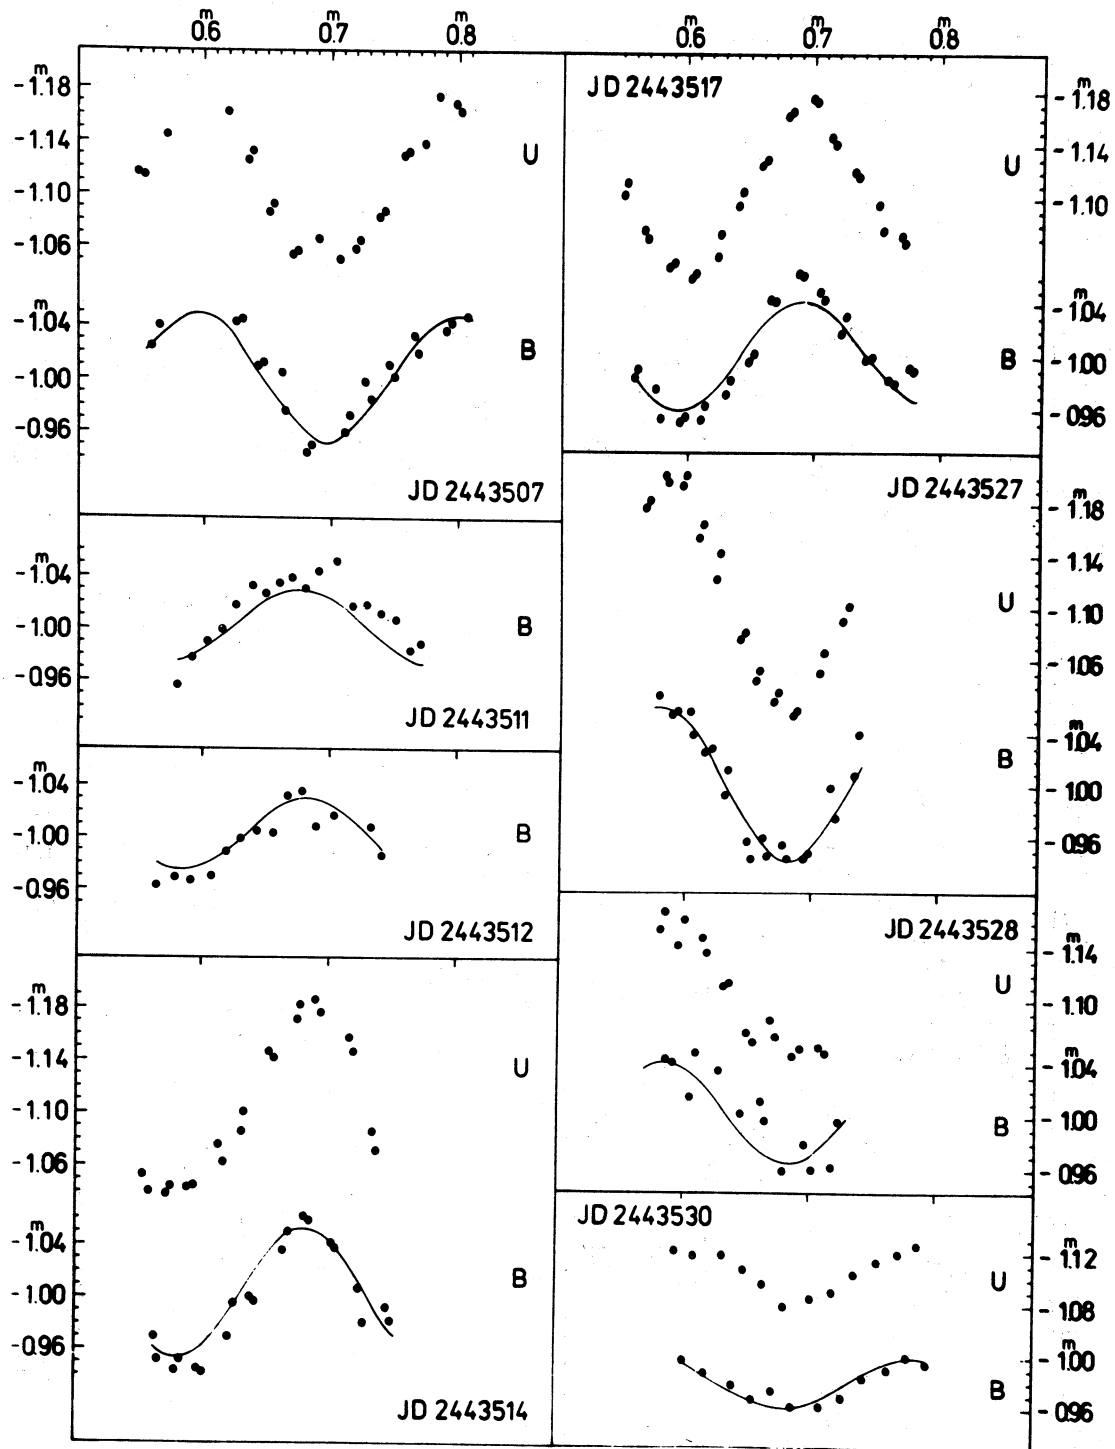 m m m m m m
0.6 0.7 0.8 0.6 0.7 0.8
m
-1.18
-1.14
-1.10
-1.06
U
m
-1.04
-1.00
-0.96
B
JD 2443507
m
-1.04
-1.00
-0.96
B
JD 2443511
m
-1.04
-1.00
-0.96
B
JD 2443512
m
-1.18
-1.14
-1.10
-1.06
U
m
-1.04
-1.00
-0.96
B
JD 2443514
JD 2443517
m
-1.18
-1.14
-1.10
U
m
-1.04
-1.00
-0.96
B
JD 2443527
m
-1.18
-1.14
-1.10
-1.06
U
m
-1.04
-1.00
-0.96
B
JD 2443528
m
-1.14
-1.10
U
m
-1.04
-1.00
-0.96
B
JD 2443530
m
-1.12
-1.08
U
m
-1.00
-0.96
B